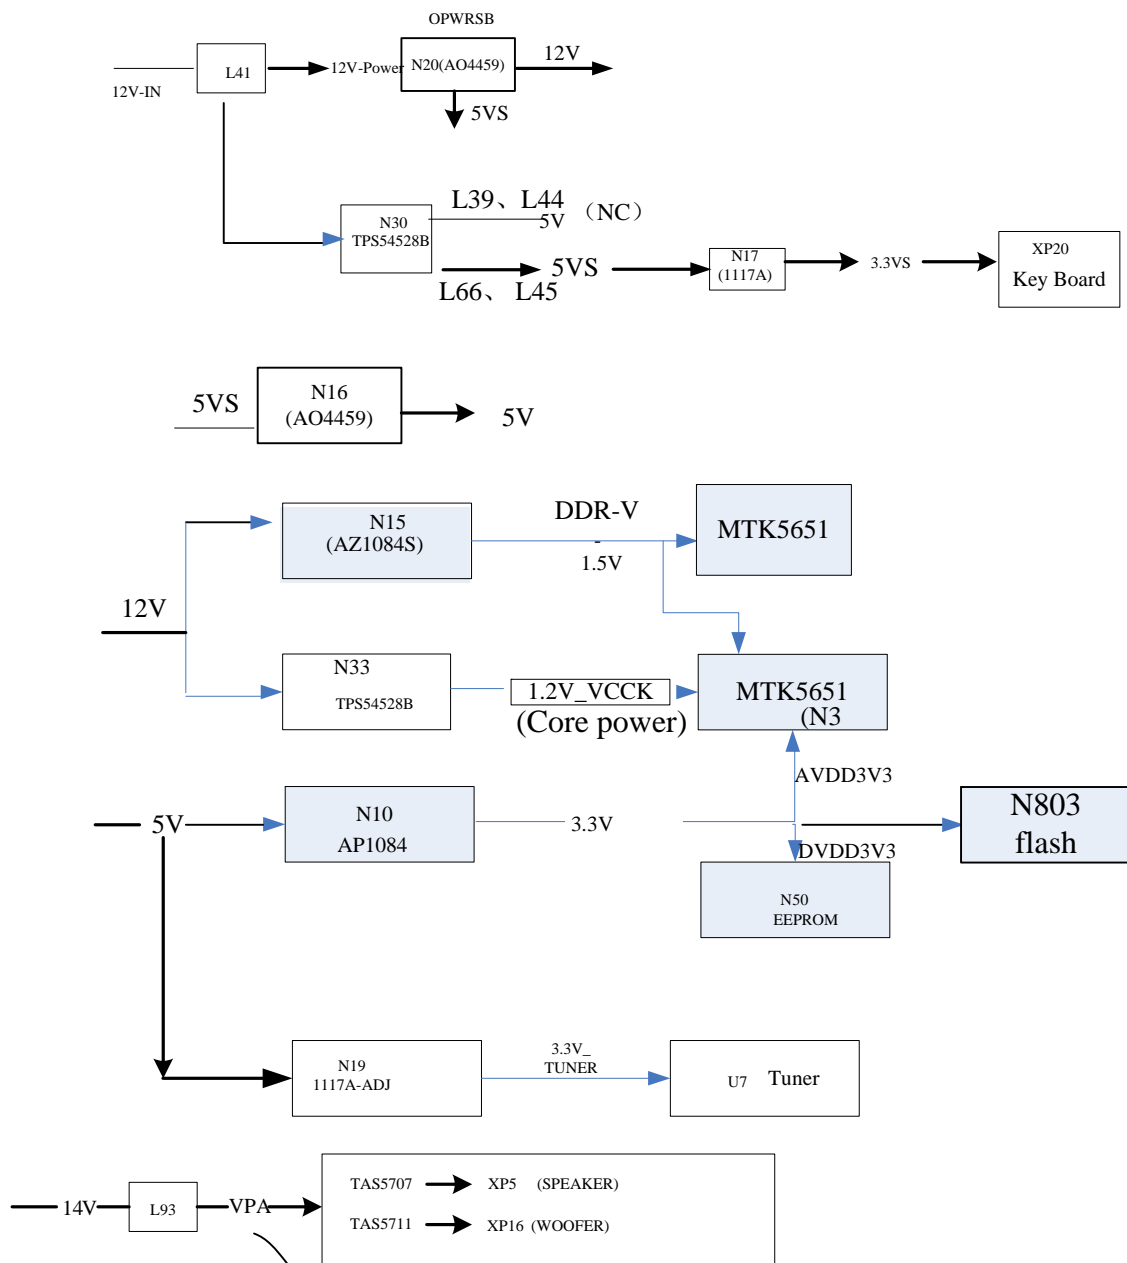 OPWRSB
12V-IN
L41
12V-Power
N20(AO4459)
12V
5VS
N30
TPS54528B
L39、L44
5V
（NC）
L66、 L45
5VS
N17
(1117A)
3.3VS
XP20
Key Board
5VS
N16
(AO4459)
5V
12V
N15
(AZ1084S)
DDR-V
-
1.5V
MTK5651
N33
TPS54528B
1.2V_VCCK
(Core power)
MTK5651
(N3
AVDD3V3
5V
N10
AP1084
3.3V
DVDD3V3
N803
flash
N50
EEPROM
N19
1117A-ADJ
3.3V_
TUNER
U7 Tuner
14V
L93
VPA
TAS5707 XP5 (SPEAKER)
TAS5711 XP16 (WOOFER)